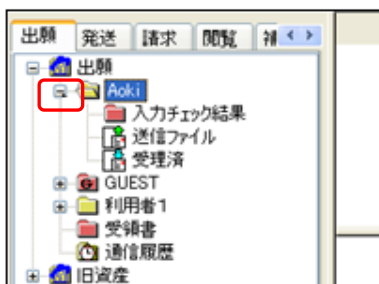 出願 発送 請求 閲覧
出願
Aoki
入力チェック結果
送信ファイル
受理済
GUEST
利用者1
受領書
通信履歴
旧資産